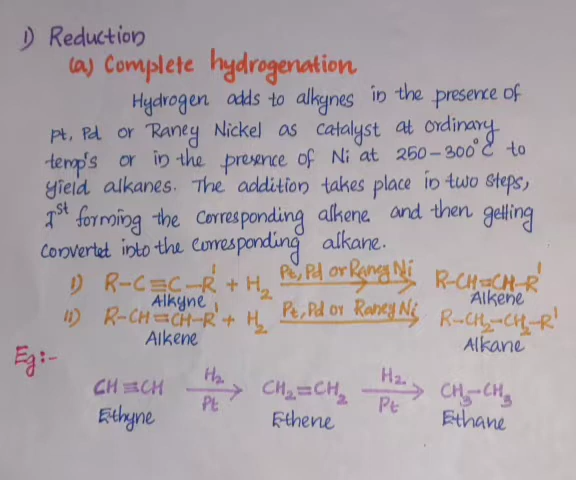 1) Reduction
(a) Complete hydrogenation
Hydrogen adds to alkynes in the presence of
Pt, Pd or Raney Nickel as catalyst at ordinary
temp's or in the presence of Ni at 250-300°C to
yield alkanes. The addition takes place in two steps,
Ist forming the corresponding alkene and then getting
converted into the corresponding alkane.
i) R-C≡C-R' + H2 Pt, Pd or Raney Ni → R-CH=CH-R'
Alkyne Alkene
ii) R-CH=CH-R' + H2 Pt, Pd or Raney Ni → R-CH2-CH2-R'
Alkene Alkane
Eg:-
CH≡CH H2 Pt → CH2=CH2 H2 Pt → CH3-CH3
Ethyne Ethene Ethane